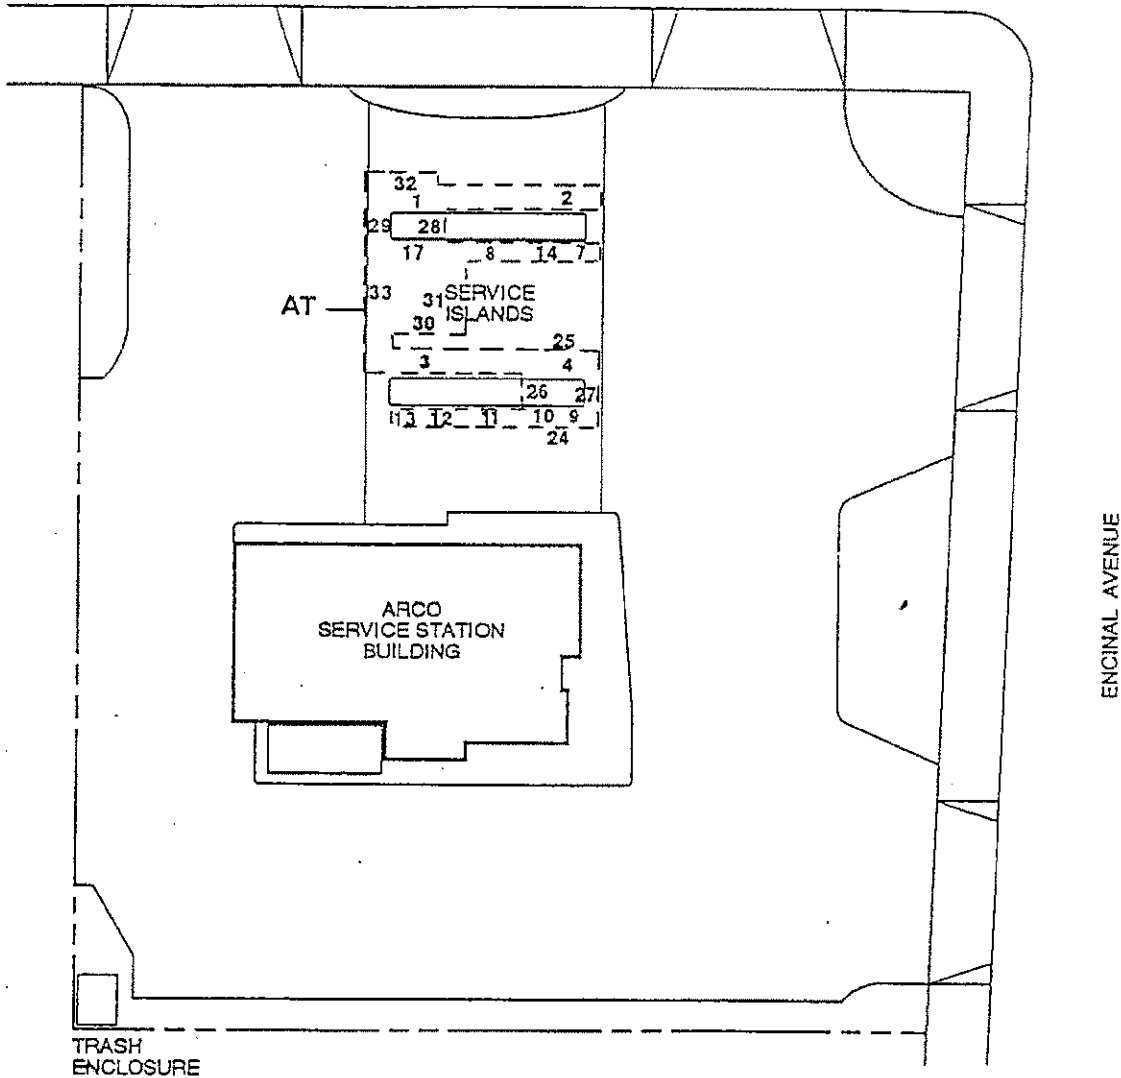 32
1
2
29
28
17
8
14
7
33
31
SERVICE
ISLANDS
AT
30
25
3
4
26
27
13
12
11
10
9
24
ARCO
SERVICE STATION
BUILDING
ENCINAL AVENUE
TRASH
ENCLOSURE